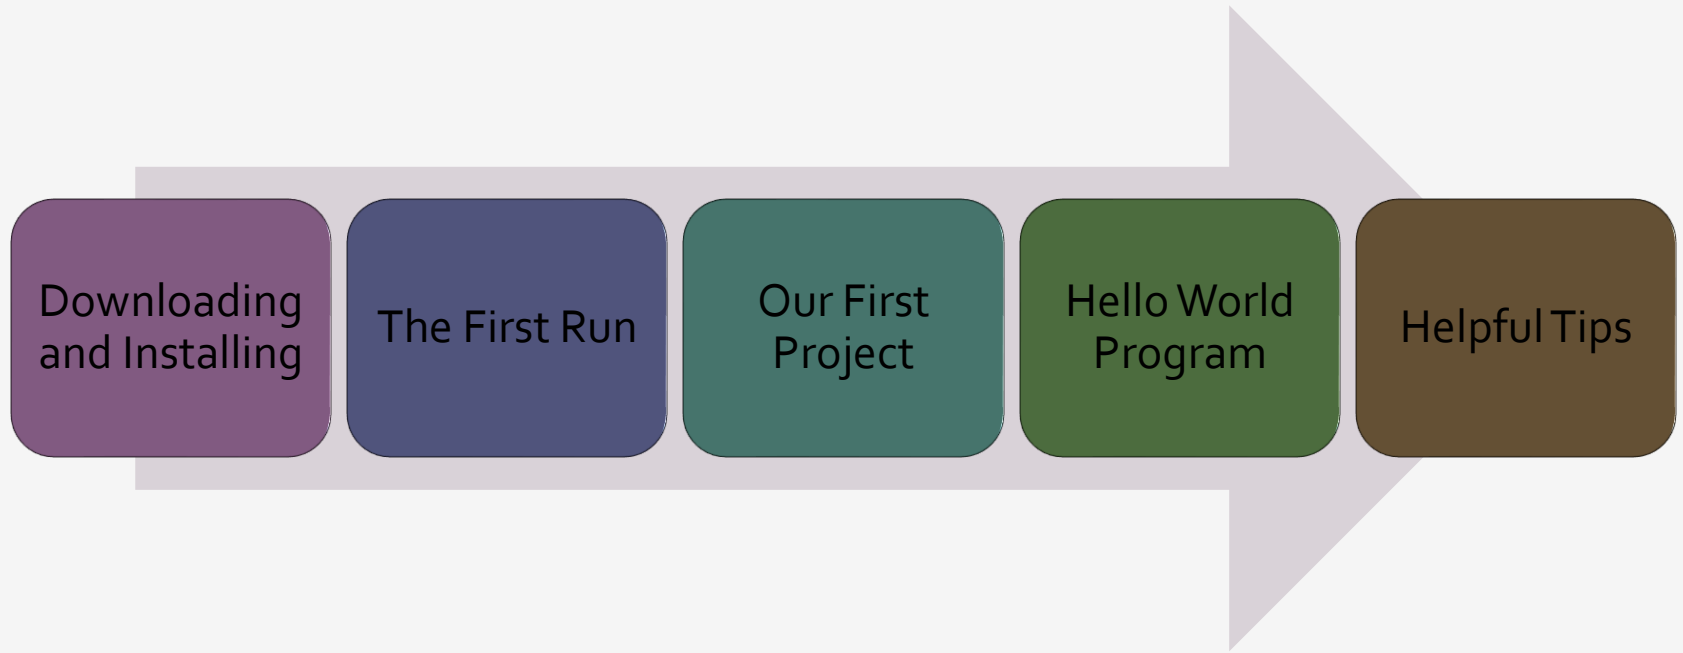 Downloading
and Installing
The First Run
Our First
Project
Hello World
Program
Helpful Tips